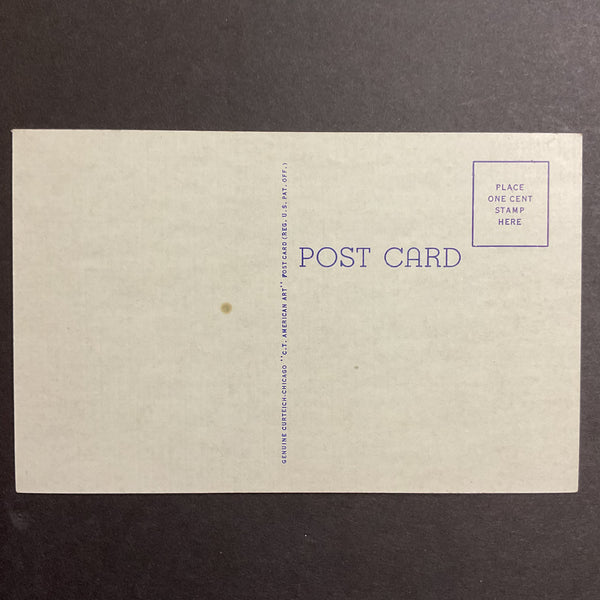 GENUINE CURTEICH-CHICAGO "C.T. AMERICAN ART" POST CARD (REG. U. S. PAT. OFF.)
POST CARD
PLACE
ONE CENT
STAMP
HERE